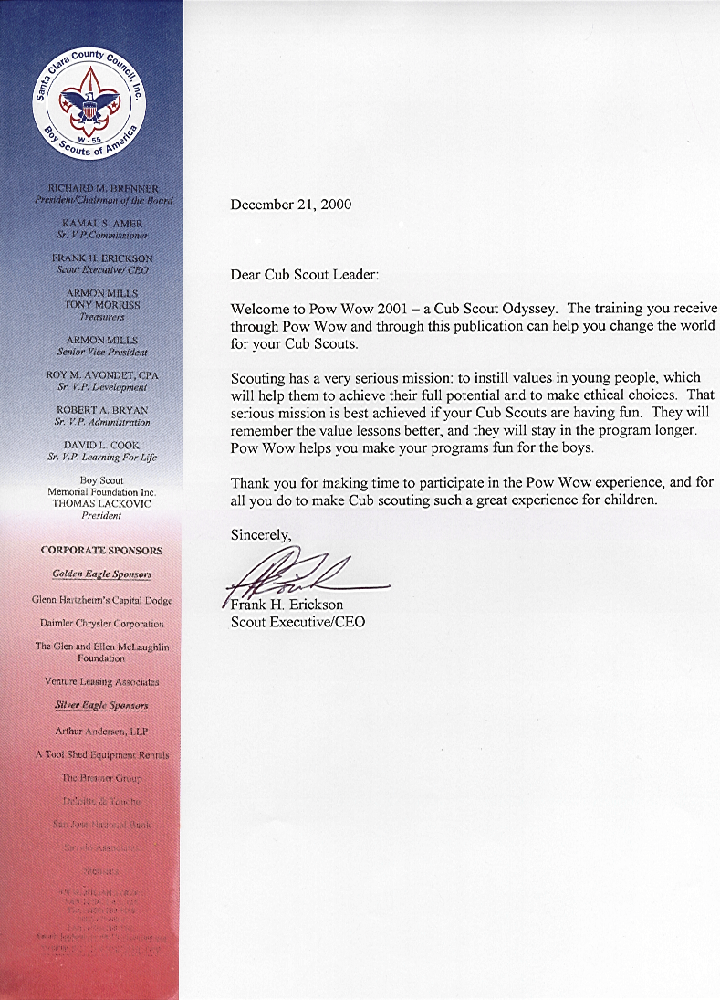 Santa Clara County Council, Inc.
W - 55
Boy Scouts of America
RICHARD M. BRENNER
President/Chairman of the Board
KAMAL S. AMER
Sr. V.P.Commissioner
FRANK H. ERICKSON
Scout Executive/ CEO
ARMON MILLS
TONY MORRISS
Treasurers
ARMON MILLS
Senior Vice President
ROY M. AVONDET, CPA
Sr. V.P. Development
ROBERT A. BRYAN
Sr. V.P. Administration
DAVID L. COOK
Sr. V.P. Learning For Life
Boy Scout
Memorial Foundation Inc.
THOMAS LACKOVIC
President
CORPORATE SPONSORS
Golden Eagle Sponsors
Glenn Hartzheim's Capital Dodge
Daimler Chrysler Corporation
The Glen and Ellen McLaughlin
Foundation
Venture Leasing Associates
Silver Eagle Sponsors
Arthur Andersen, LLP
A Tool Shed Equipment Rentals
The Brenner Group
Deloitte & Touche
San Jose National Bank
December 21, 2000
Dear Cub Scout Leader:
Welcome to Pow Wow 2001 – a Cub Scout Odyssey. The training you receive
through Pow Wow and through this publication can help you change the world
for your Cub Scouts.
Scouting has a very serious mission: to instill values in young people, which
will help them to achieve their full potential and to make ethical choices. That
serious mission is best achieved if your Cub Scouts are having fun. They will
remember the value lessons better, and they will stay in the program longer.
Pow Wow helps you make your programs fun for the boys.
Thank you for making time to participate in the Pow Wow experience, and for
all you do to make Cub scouting such a great experience for children.
Sincerely,
Frank H. Erickson
Scout Executive/CEO